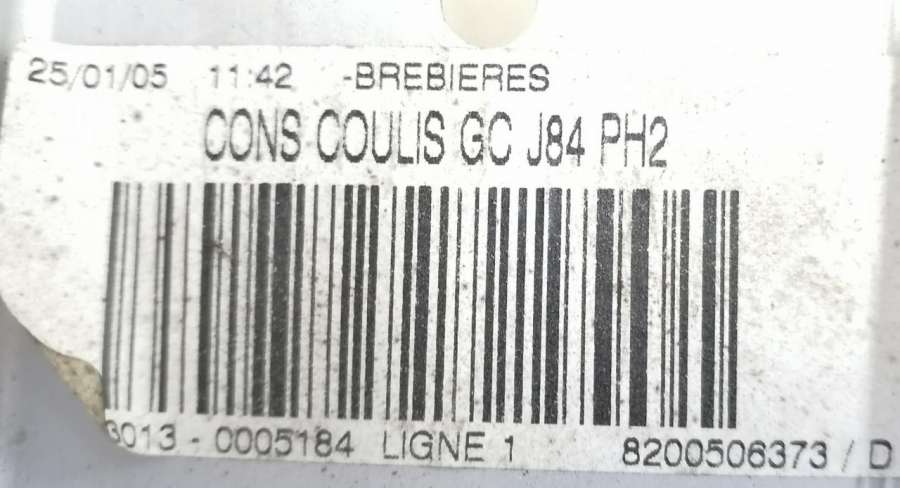 25/01/05 11:42 -BREBIERES
CONS COULIS GC J84 PH2
3013 - 0005184 LIGNE 1 8200506373 / D